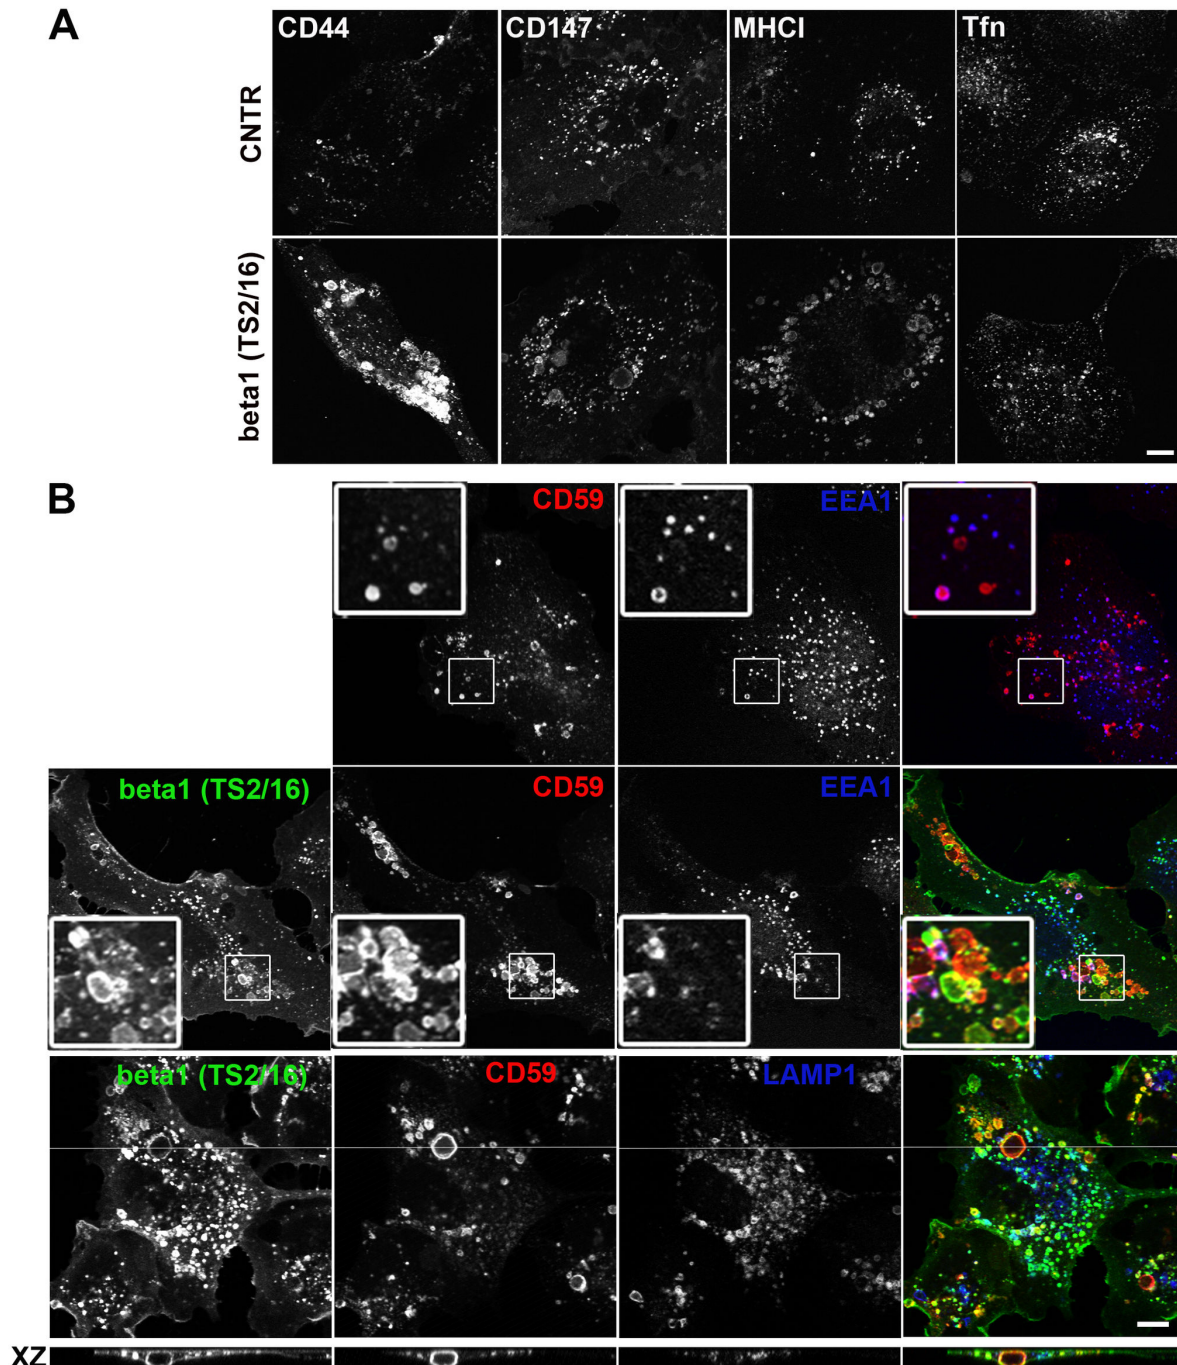 A
CD44 CD147 MHCI Tfn
CNTR
beta1 (TS2/16)
B
CD59 EEA1
beta1 (TS2/16) CD59 EEA1
beta1 (TS2/16) CD59 LAMP1
XZ